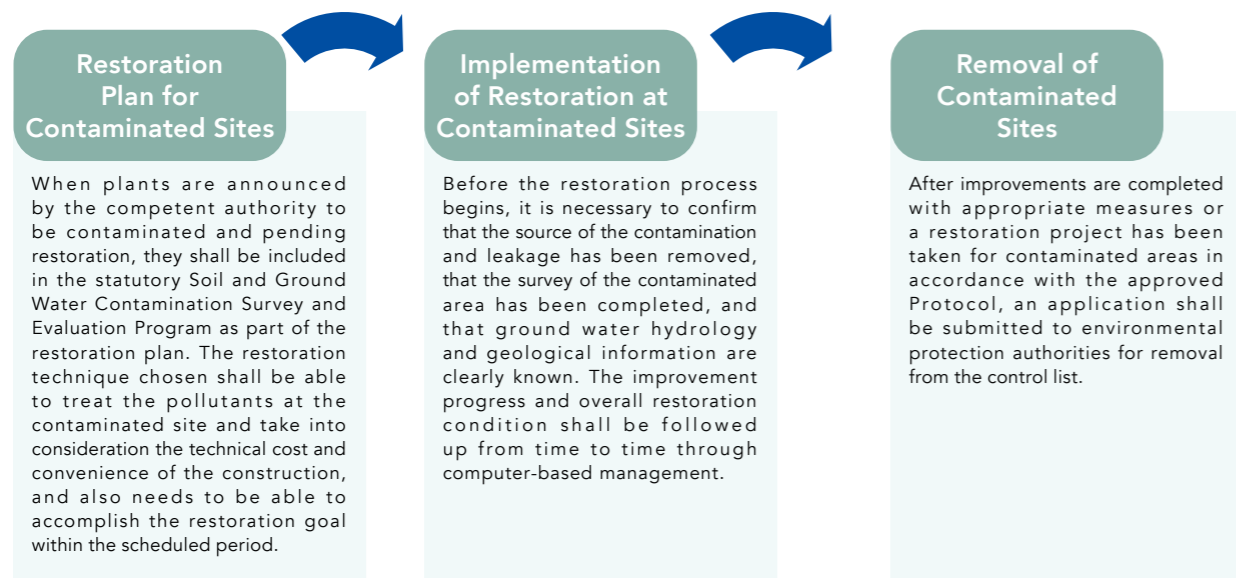 Restoration
Plan for
Contaminated Sites
When plants are announced
by the competent authority to
be contaminated and pending
restoration, they shall be included
in the statutory Soil and Ground
Water Contamination Survey and
Evaluation Program as part of the
restoration plan. The restoration
technique chosen shall be able
to treat the pollutants at the
contaminated site and take into
consideration the technical cost and
convenience of the construction,
and also needs to be able to
accomplish the restoration goal
within the scheduled period.
Implementation
of Restoration at
Contaminated Sites
Before the restoration process
begins, it is necessary to confirm
that the source of the contamination
and leakage has been removed,
that the survey of the contaminated
area has been completed, and
that ground water hydrology
and geological information are
clearly known. The improvement
progress and overall restoration
condition shall be followed
up from time to time through
computer-based management.
Removal of
Contaminated
Sites
After improvements are completed
with appropriate measures or
a restoration project has been
taken for contaminated areas in
accordance with the approved
Protocol, an application shall
be submitted to environmental
protection authorities for removal
from the control list.